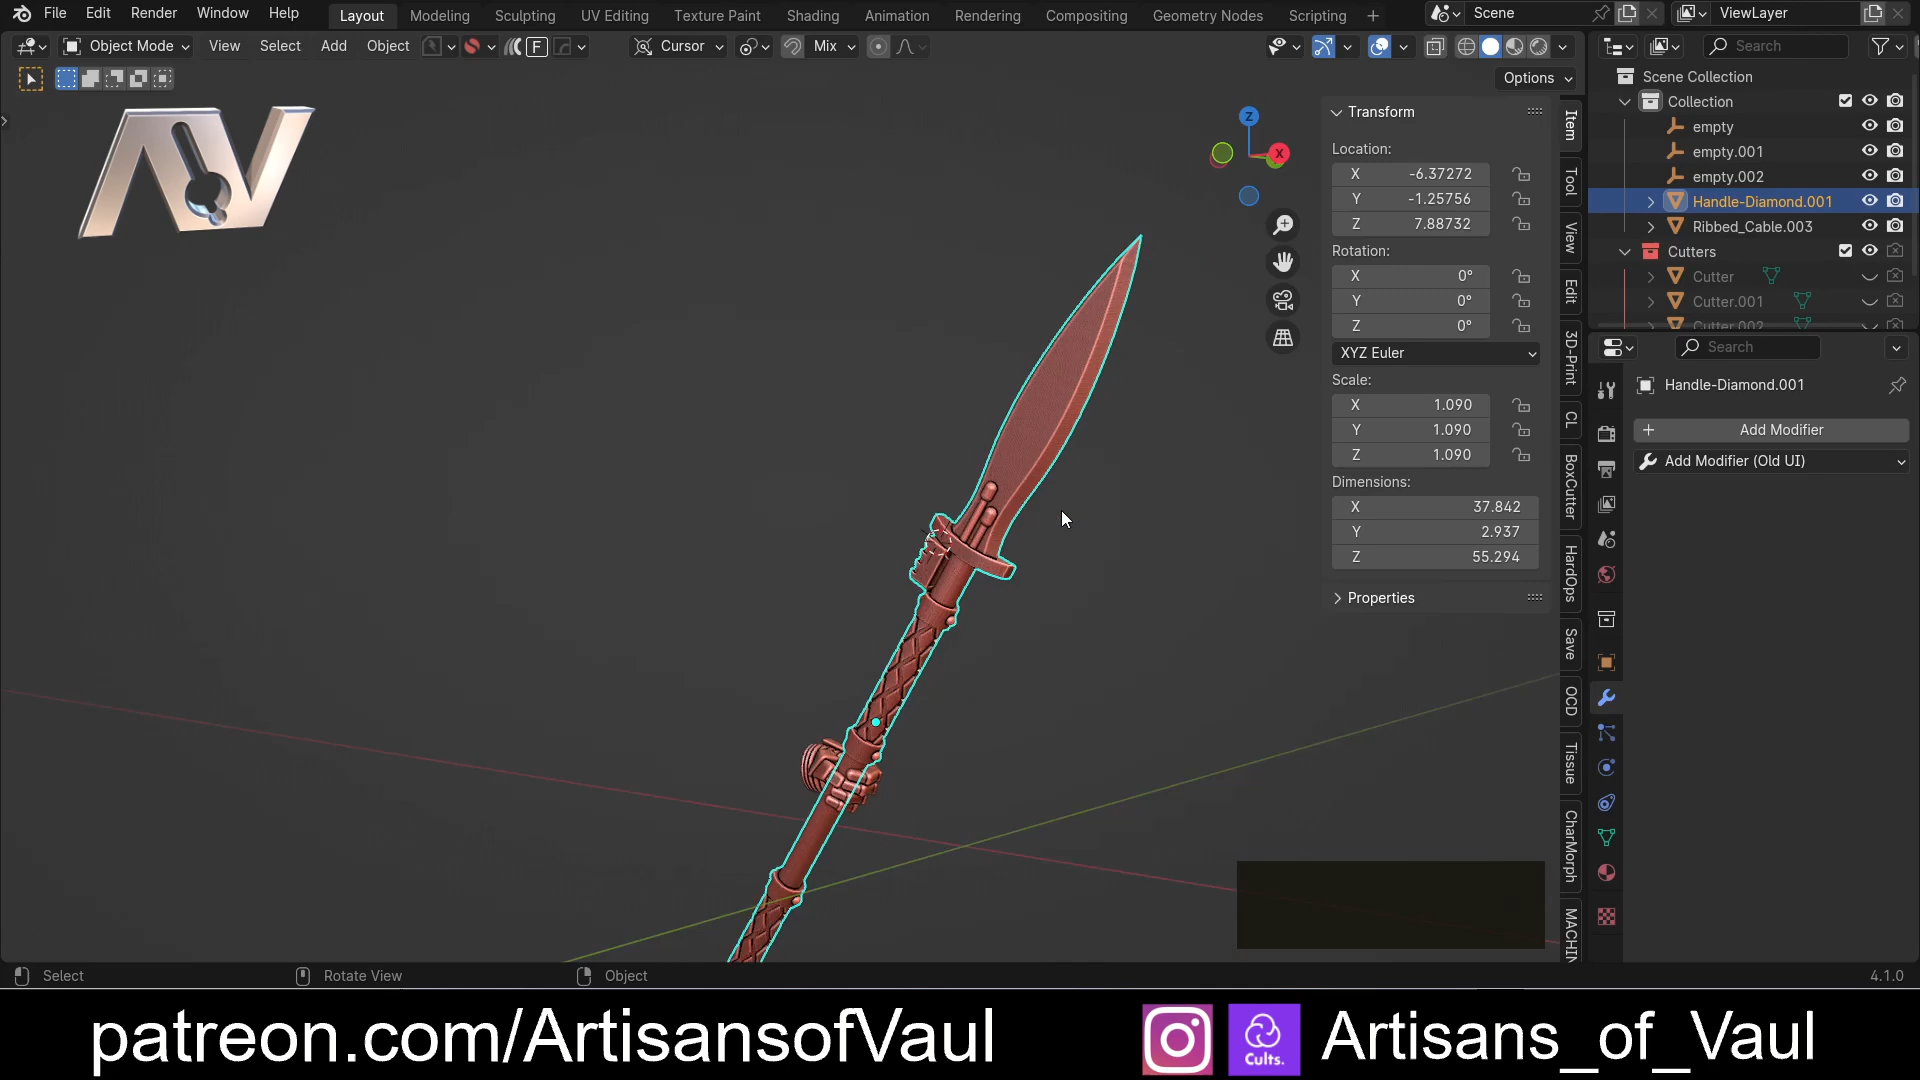 File Edit Render Window Help Layout Modeling Sculpting UV Editing Texture Paint Shading Animation Rendering Compositing Geometry Nodes Scripting + Scene ViewLayer
Object Mode View Select Add Object F Cursor Mix Search
Options
Scene Collection
Collection
empty
empty.001
empty.002
Handle-Diamond.001
Ribbed_Cable.003
Cutters
Cutter
Cutter.001
Cutter.002
AV
Z
X
Transform
Location:
X -6.37272
Y -1.25756
Z 7.88732
Rotation:
X 0°
Y 0°
Z 0°
XYZ Euler
Scale:
X 1.090
Y 1.090
Z 1.090
Dimensions:
X 37.842
Y 2.937
Z 55.294
Properties
Item
Tool
View
Edit
3D-Print
CL
BoxCutter
HardOps
Save
OCD
Tissue
CharMorph
MACHIN
Search
Handle-Diamond.001
+ Add Modifier
Add Modifier (Old UI)
Select Rotate View Object 4.1.0
patreon.com/ArtisansofVaul Cults. Artisans_of_Vaul